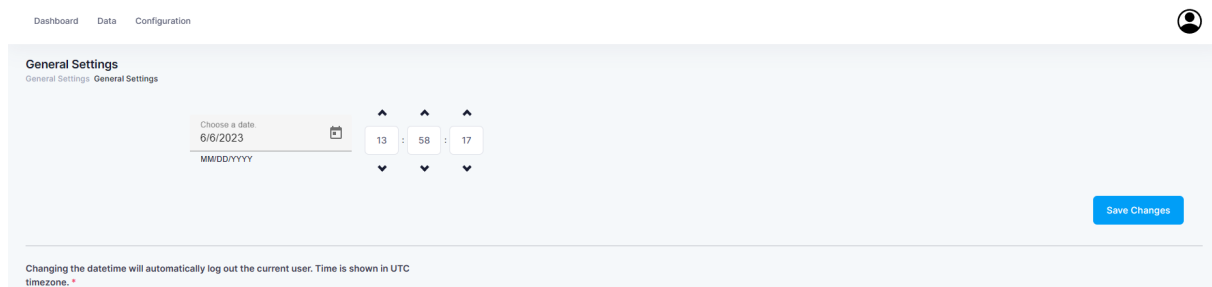 Dashboard Data Configuration
General Settings
General Settings General Settings
Choose a date.
6/6/2023
MM/DD/YYYY
13 : 58 : 17
Save Changes
Changing the datetime will automatically log out the current user. Time is shown in UTC
timezone. *